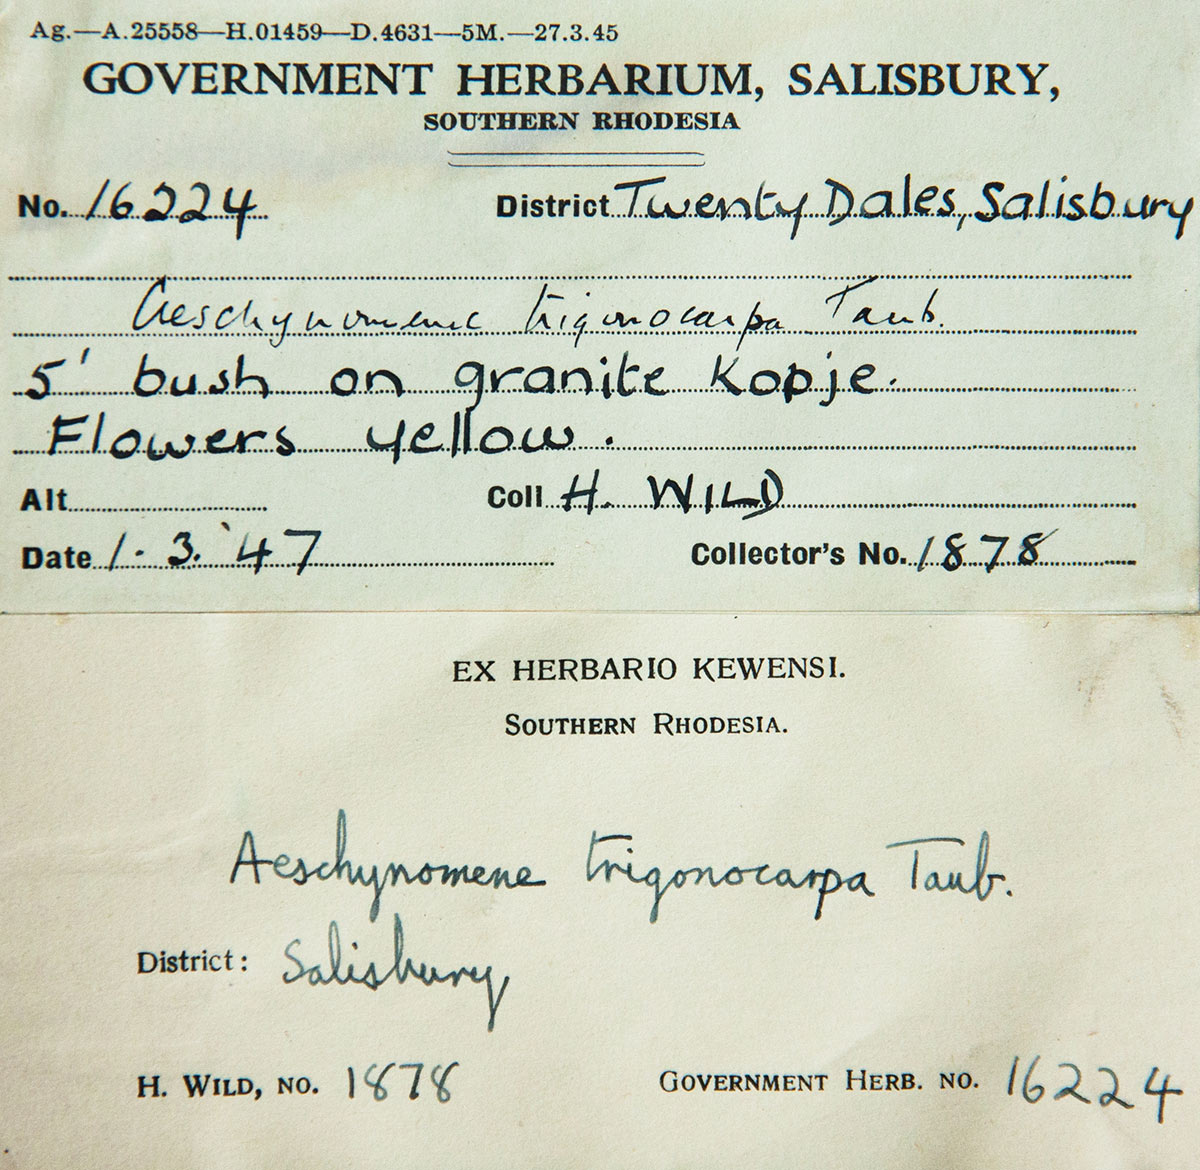 Ag.—A.25558—H.01459—D.4631—5M.—27.3.45
GOVERNMENT HERBARIUM, SALISBURY,
SOUTHERN RHODESIA
No. 16224 District Twenty Dales, Salisbury
Aeschynomene trigonocarpa Taub.
5' bush on granite Kopje.
Flowers yellow.
Alt Coll H. WILD
Date 1. 3. '47 Collector's No. 1878
EX HERBARIO KEWENSI.
SOUTHERN RHODESIA.
Aeschynomene trigonocarpa Taub.
District: Salisbury
H. WILD, NO. 1878 GOVERNMENT HERB. NO. 16224